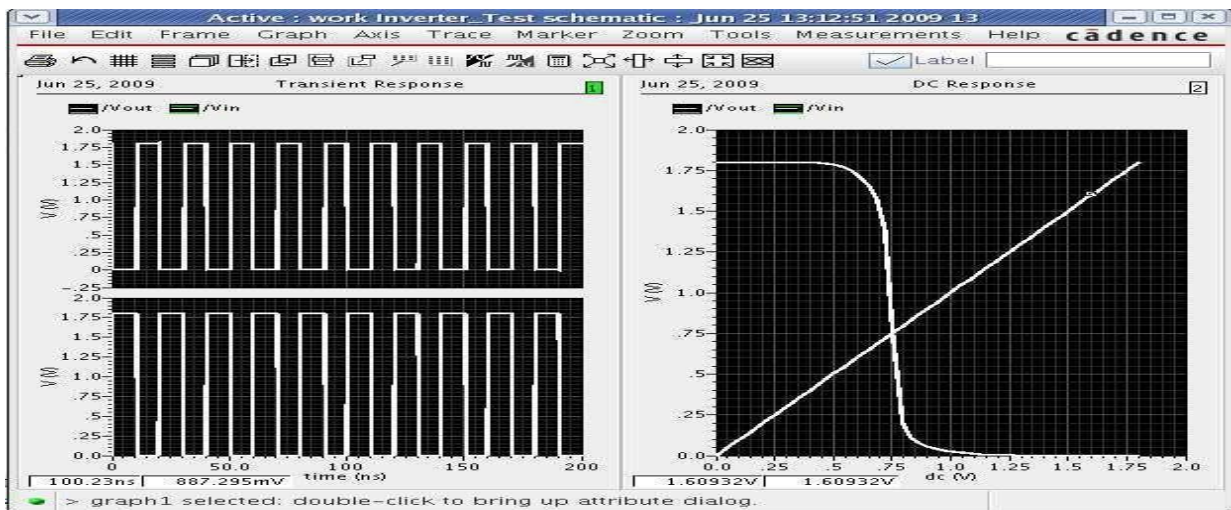 Active : work Inverter_Test schematic : Jun 25 13:12:51 2009 13
File Edit Frame Graph Axis Trace Marker Zoom Tools Measurements Help cādence
Label
Jun 25, 2009 Transient Response 1
/Vout /Vin
2.0
1.75
1.5
1.25
1.0
.75
.5
.25
0
-.25
V (V)
2.0
1.75
1.5
1.25
1.0
.75
.5
.25
0.0
V (V)
0 50.0 100 150 200
time (ns)
100.23ns 887.295mV
Jun 25, 2009 DC Response 2
/Vout /Vin
2.0
1.75
1.5
1.25
1.0
.75
.5
.25
0.0
V (V)
0.0 .25 .5 .75 1.0 1.25 1.5 1.75 2.0
dc (V)
1.60932V 1.60932V
> graph1 selected: double-click to bring up attribute dialog.